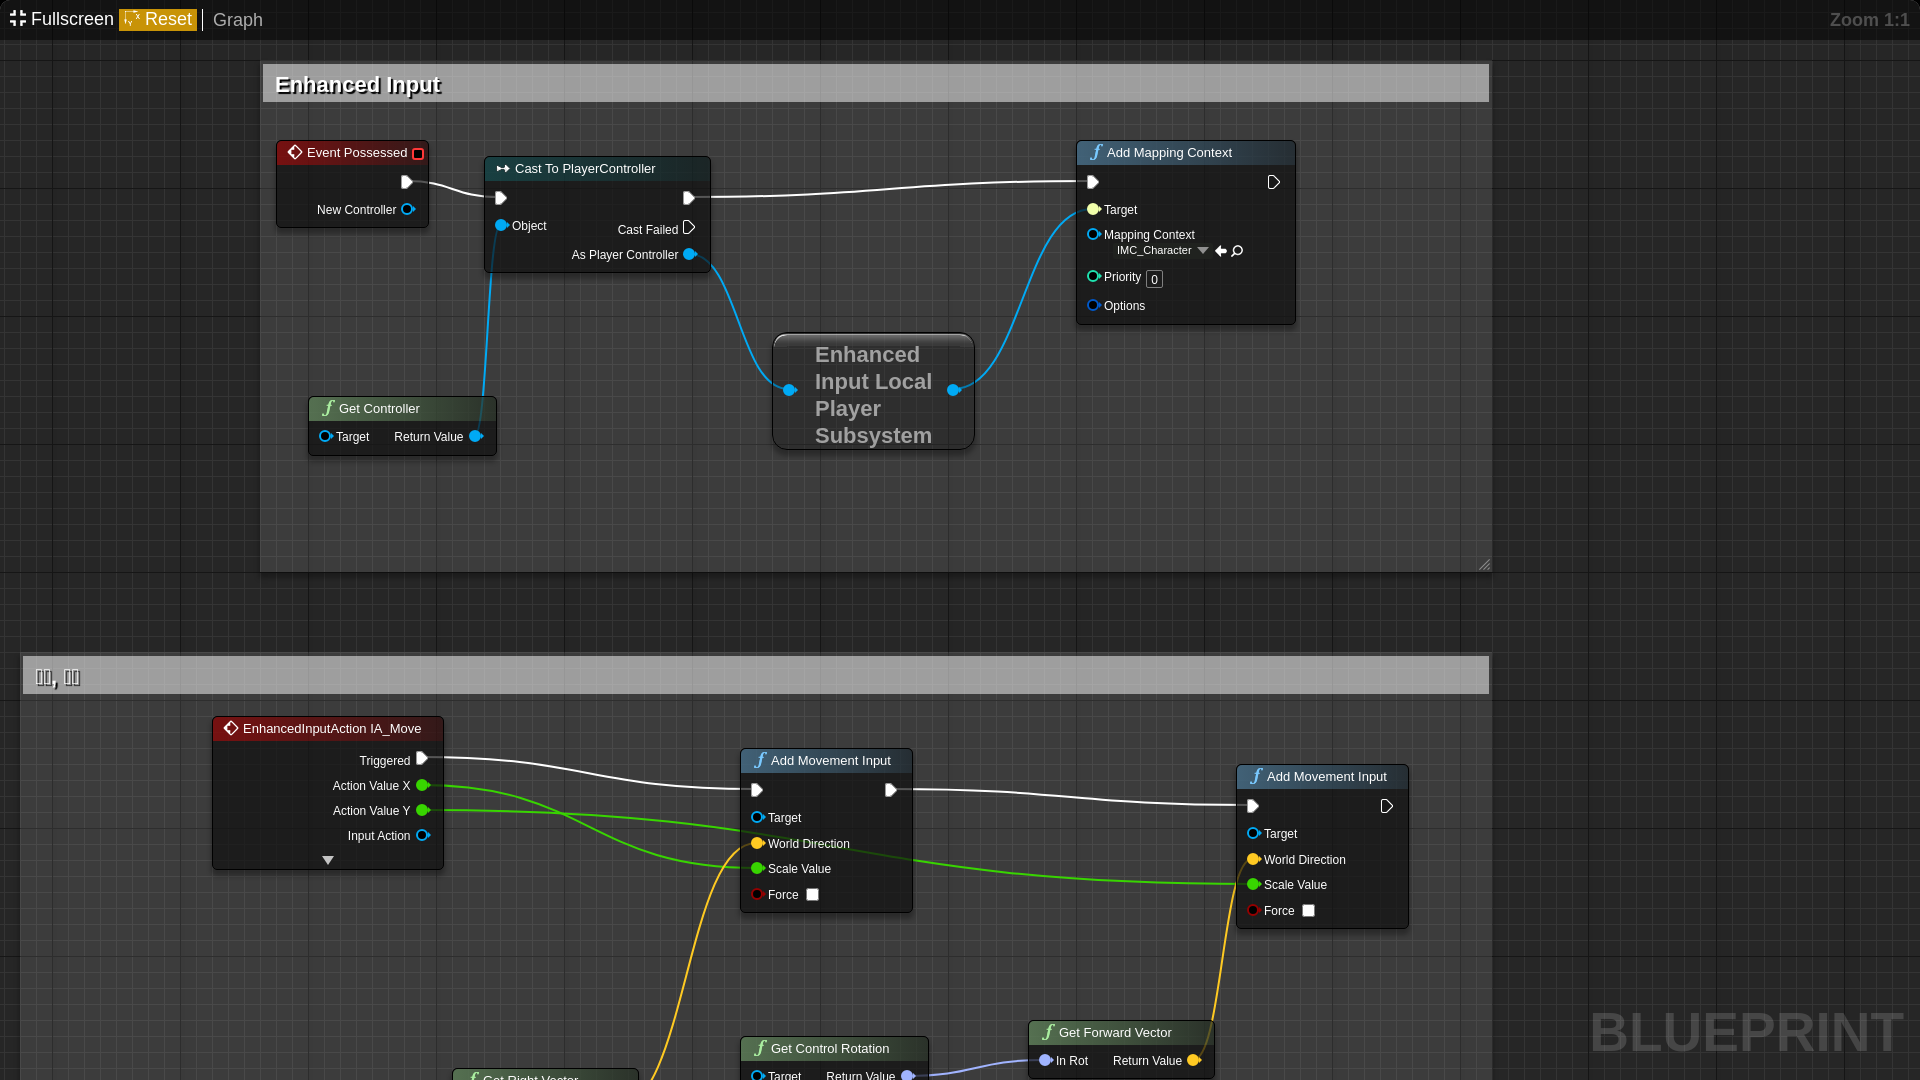 Fullscreen Reset Graph Zoom 1:1
Enhanced Input
Event Possessed
New Controller
Cast To PlayerController
Object
Cast Failed
As Player Controller
Add Mapping Context
Target
Mapping Context
IMC_Character
Priority 0
Options
Enhanced
Input Local
Player
Subsystem
Get Controller
Target Return Value
EnhancedInputAction IA_Move
Triggered
Action Value X
Action Value Y
Input Action
Add Movement Input
Target
World Direction
Scale Value
Force
Add Movement Input
Target
World Direction
Scale Value
Force
Get Forward Vector
In Rot Return Value
Get Control Rotation
Target Return Value
Get Right Vector
BLUEPRINT